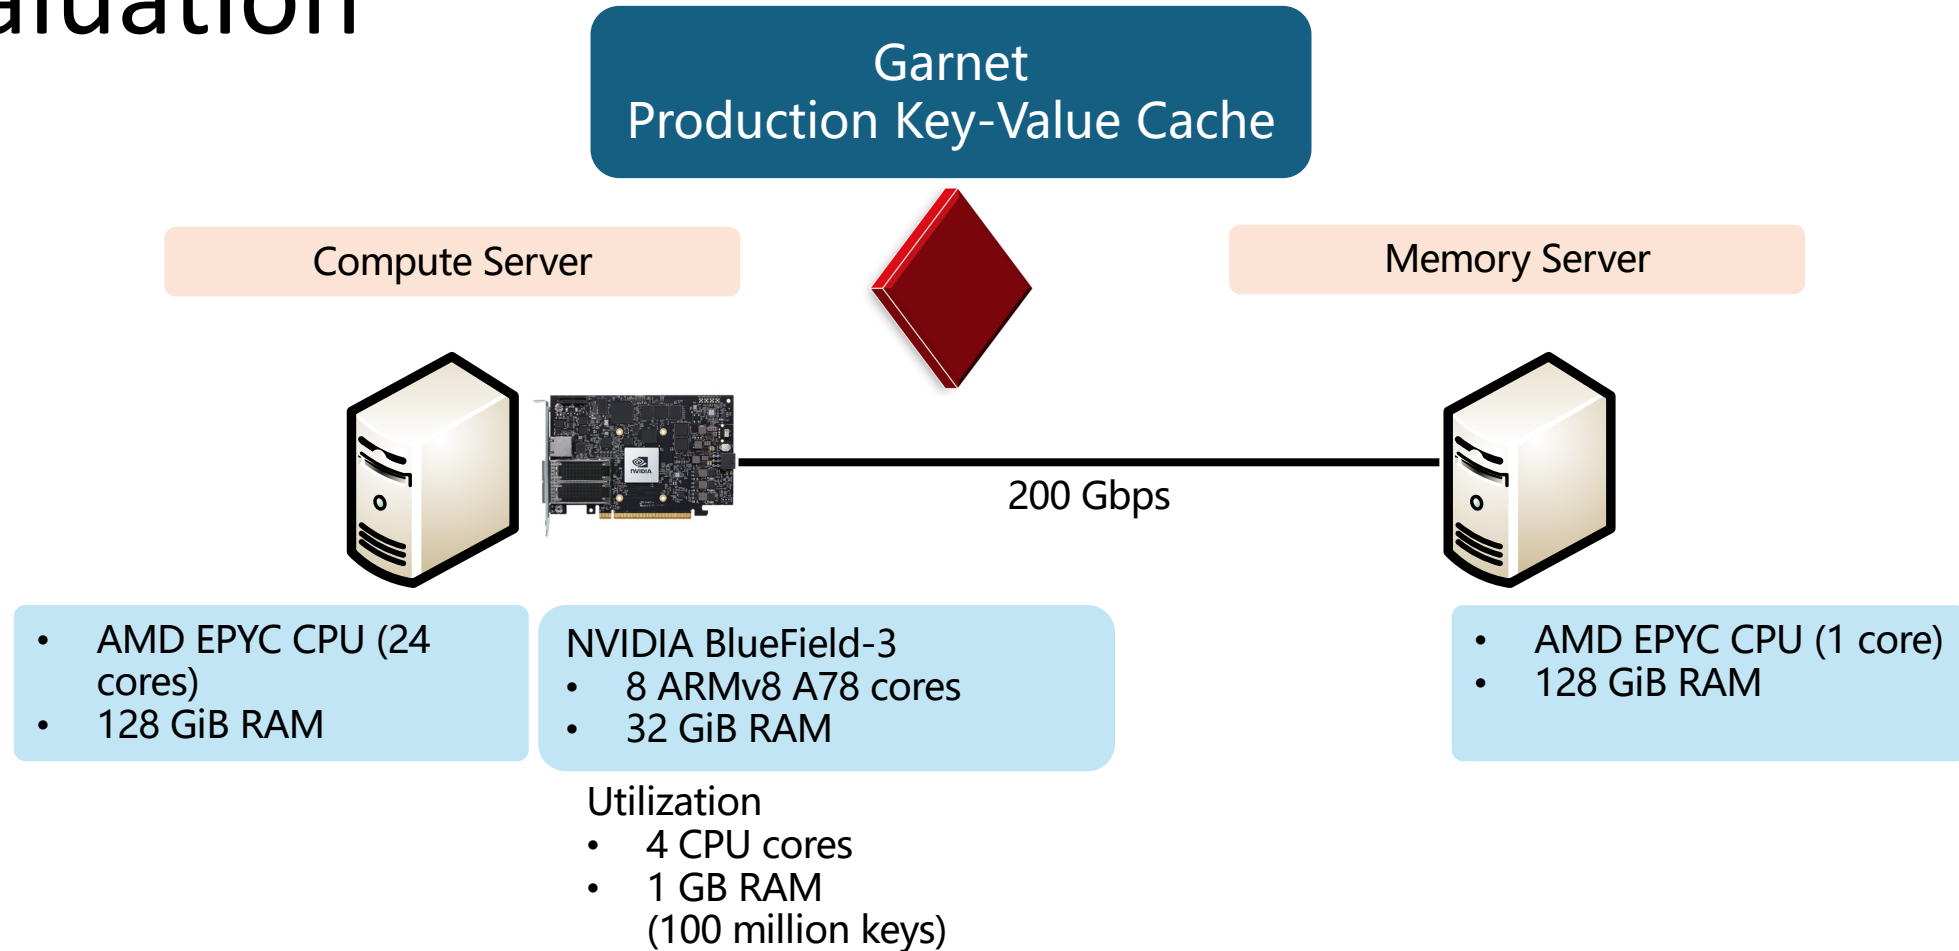 Garnet
Production Key-Value Cache
Compute Server
Memory Server
NVIDIA
200 Gbps
• AMD EPYC CPU (24
cores)
• 128 GiB RAM
NVIDIA BlueField-3
• 8 ARMv8 A78 cores
• 32 GiB RAM
• AMD EPYC CPU (1 core)
• 128 GiB RAM
Utilization
• 4 CPU cores
• 1 GB RAM
(100 million keys)